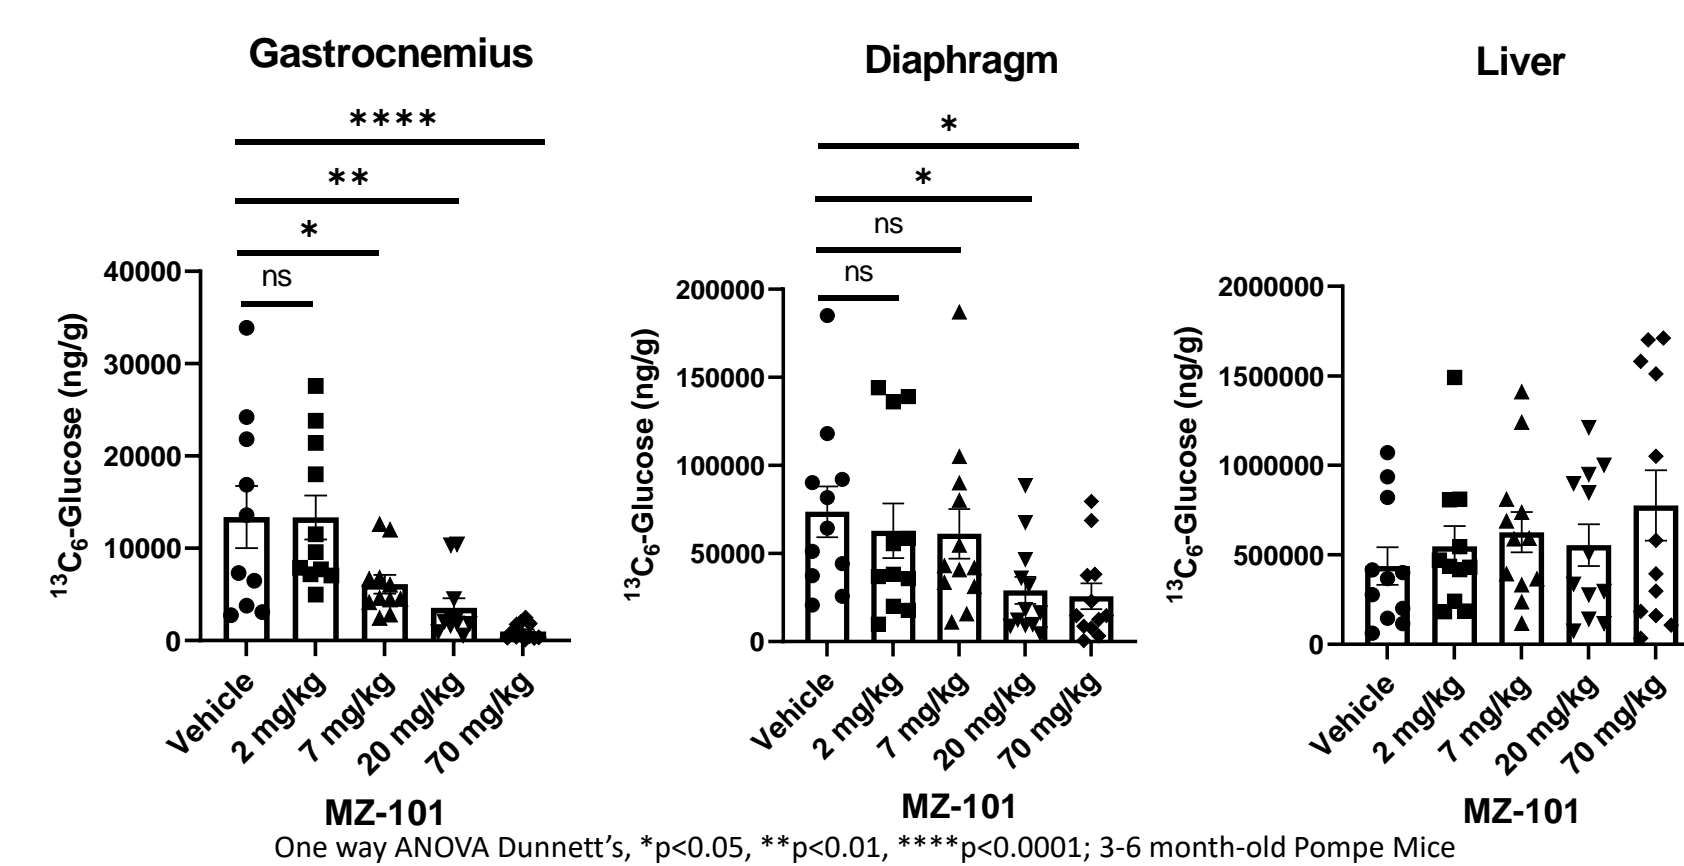 Gastrocnemius
****
**
*
ns
40000
30000
20000
10000
0
¹³C₆-Glucose (ng/g)
Vehicle
2 mg/kg
7 mg/kg
20 mg/kg
70 mg/kg
MZ-101
Diaphragm
*
*
ns
ns
200000
150000
100000
50000
0
¹³C₆-Glucose (ng/g)
Vehicle
2 mg/kg
7 mg/kg
20 mg/kg
70 mg/kg
MZ-101
Liver
2000000
1500000
1000000
500000
0
¹³C₆-Glucose (ng/g)
Vehicle
2 mg/kg
7 mg/kg
20 mg/kg
70 mg/kg
MZ-101
One way ANOVA Dunnett’s, *p<0.05, **p<0.01, ****p<0.0001; 3-6 month-old Pompe Mice